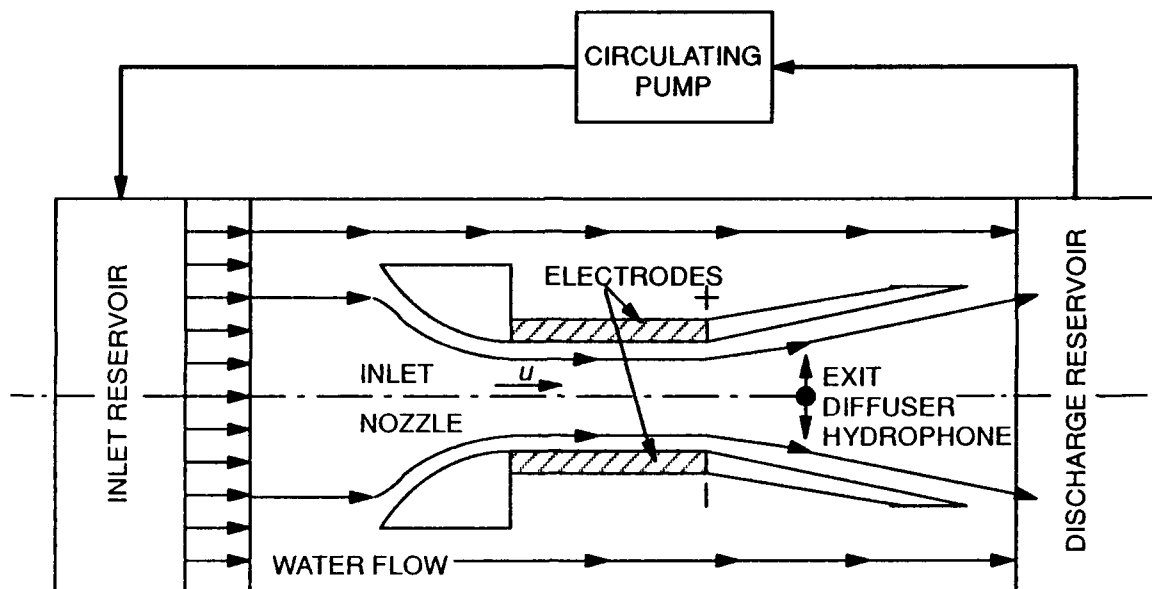 CIRCULATING
PUMP
INLET RESERVOIR
ELECTRODES
+
u
INLET
NOZZLE
EXIT
DIFFUSER
HYDROPHONE
–
WATER FLOW
DISCHARGE RESERVOIR